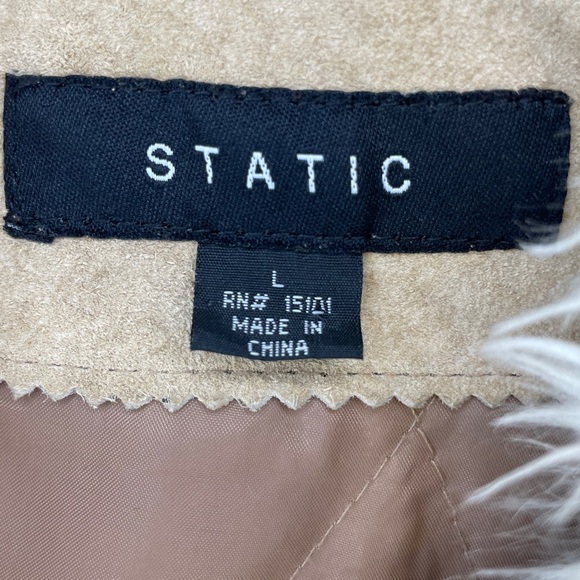 STATIC
L
RN# 15101
MADE IN
CHINA